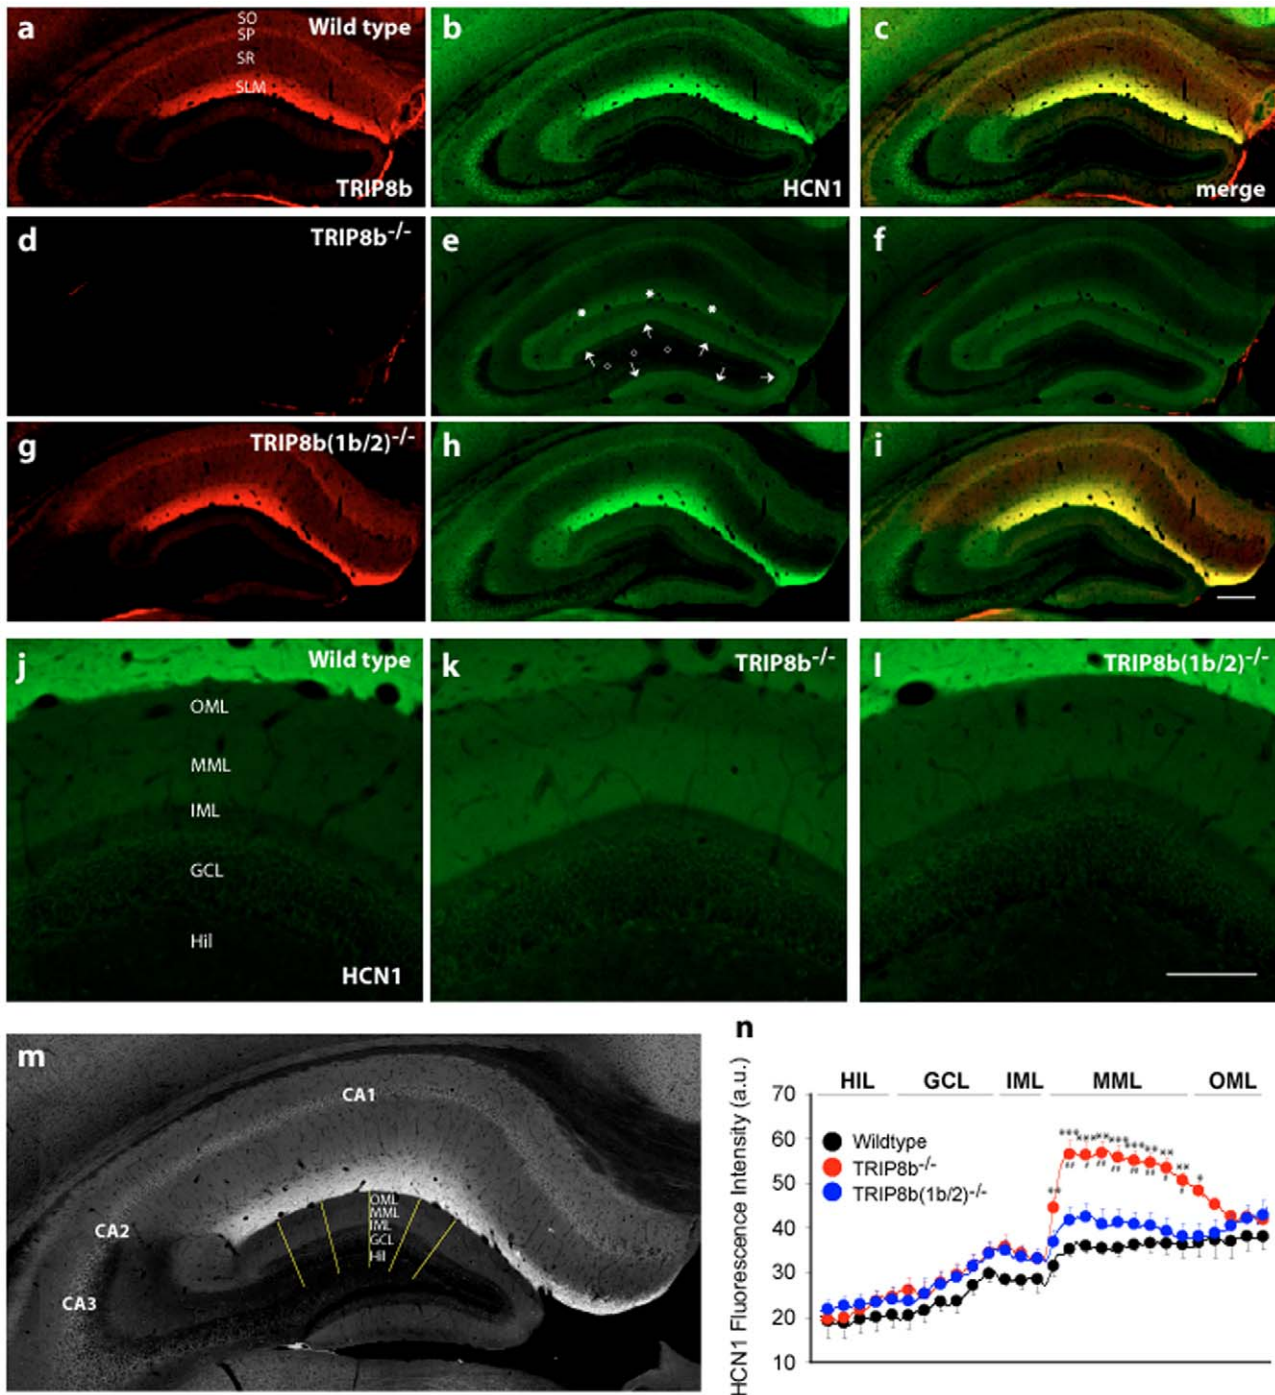 a
SO
SP
SR
SLM
Wild type
TRIP8b
b
HCN1
c
merge
d
TRIP8b-/-
e
f
g
TRIP8b(1b/2)-/-
h
i
j
Wild type
OML
MML
IML
GCL
Hil
HCN1
k
TRIP8b-/-
l
TRIP8b(1b/2)-/-
m
CA1
CA2
CA3
OML
MML
IML
GCL
Hil
n
HCN1 Fluorescence Intensity (a.u.)
HIL GCL IML MML OML
70
60
50
40
30
20
10
Wildtype
TRIP8b-/-
TRIP8b(1b/2)-/-